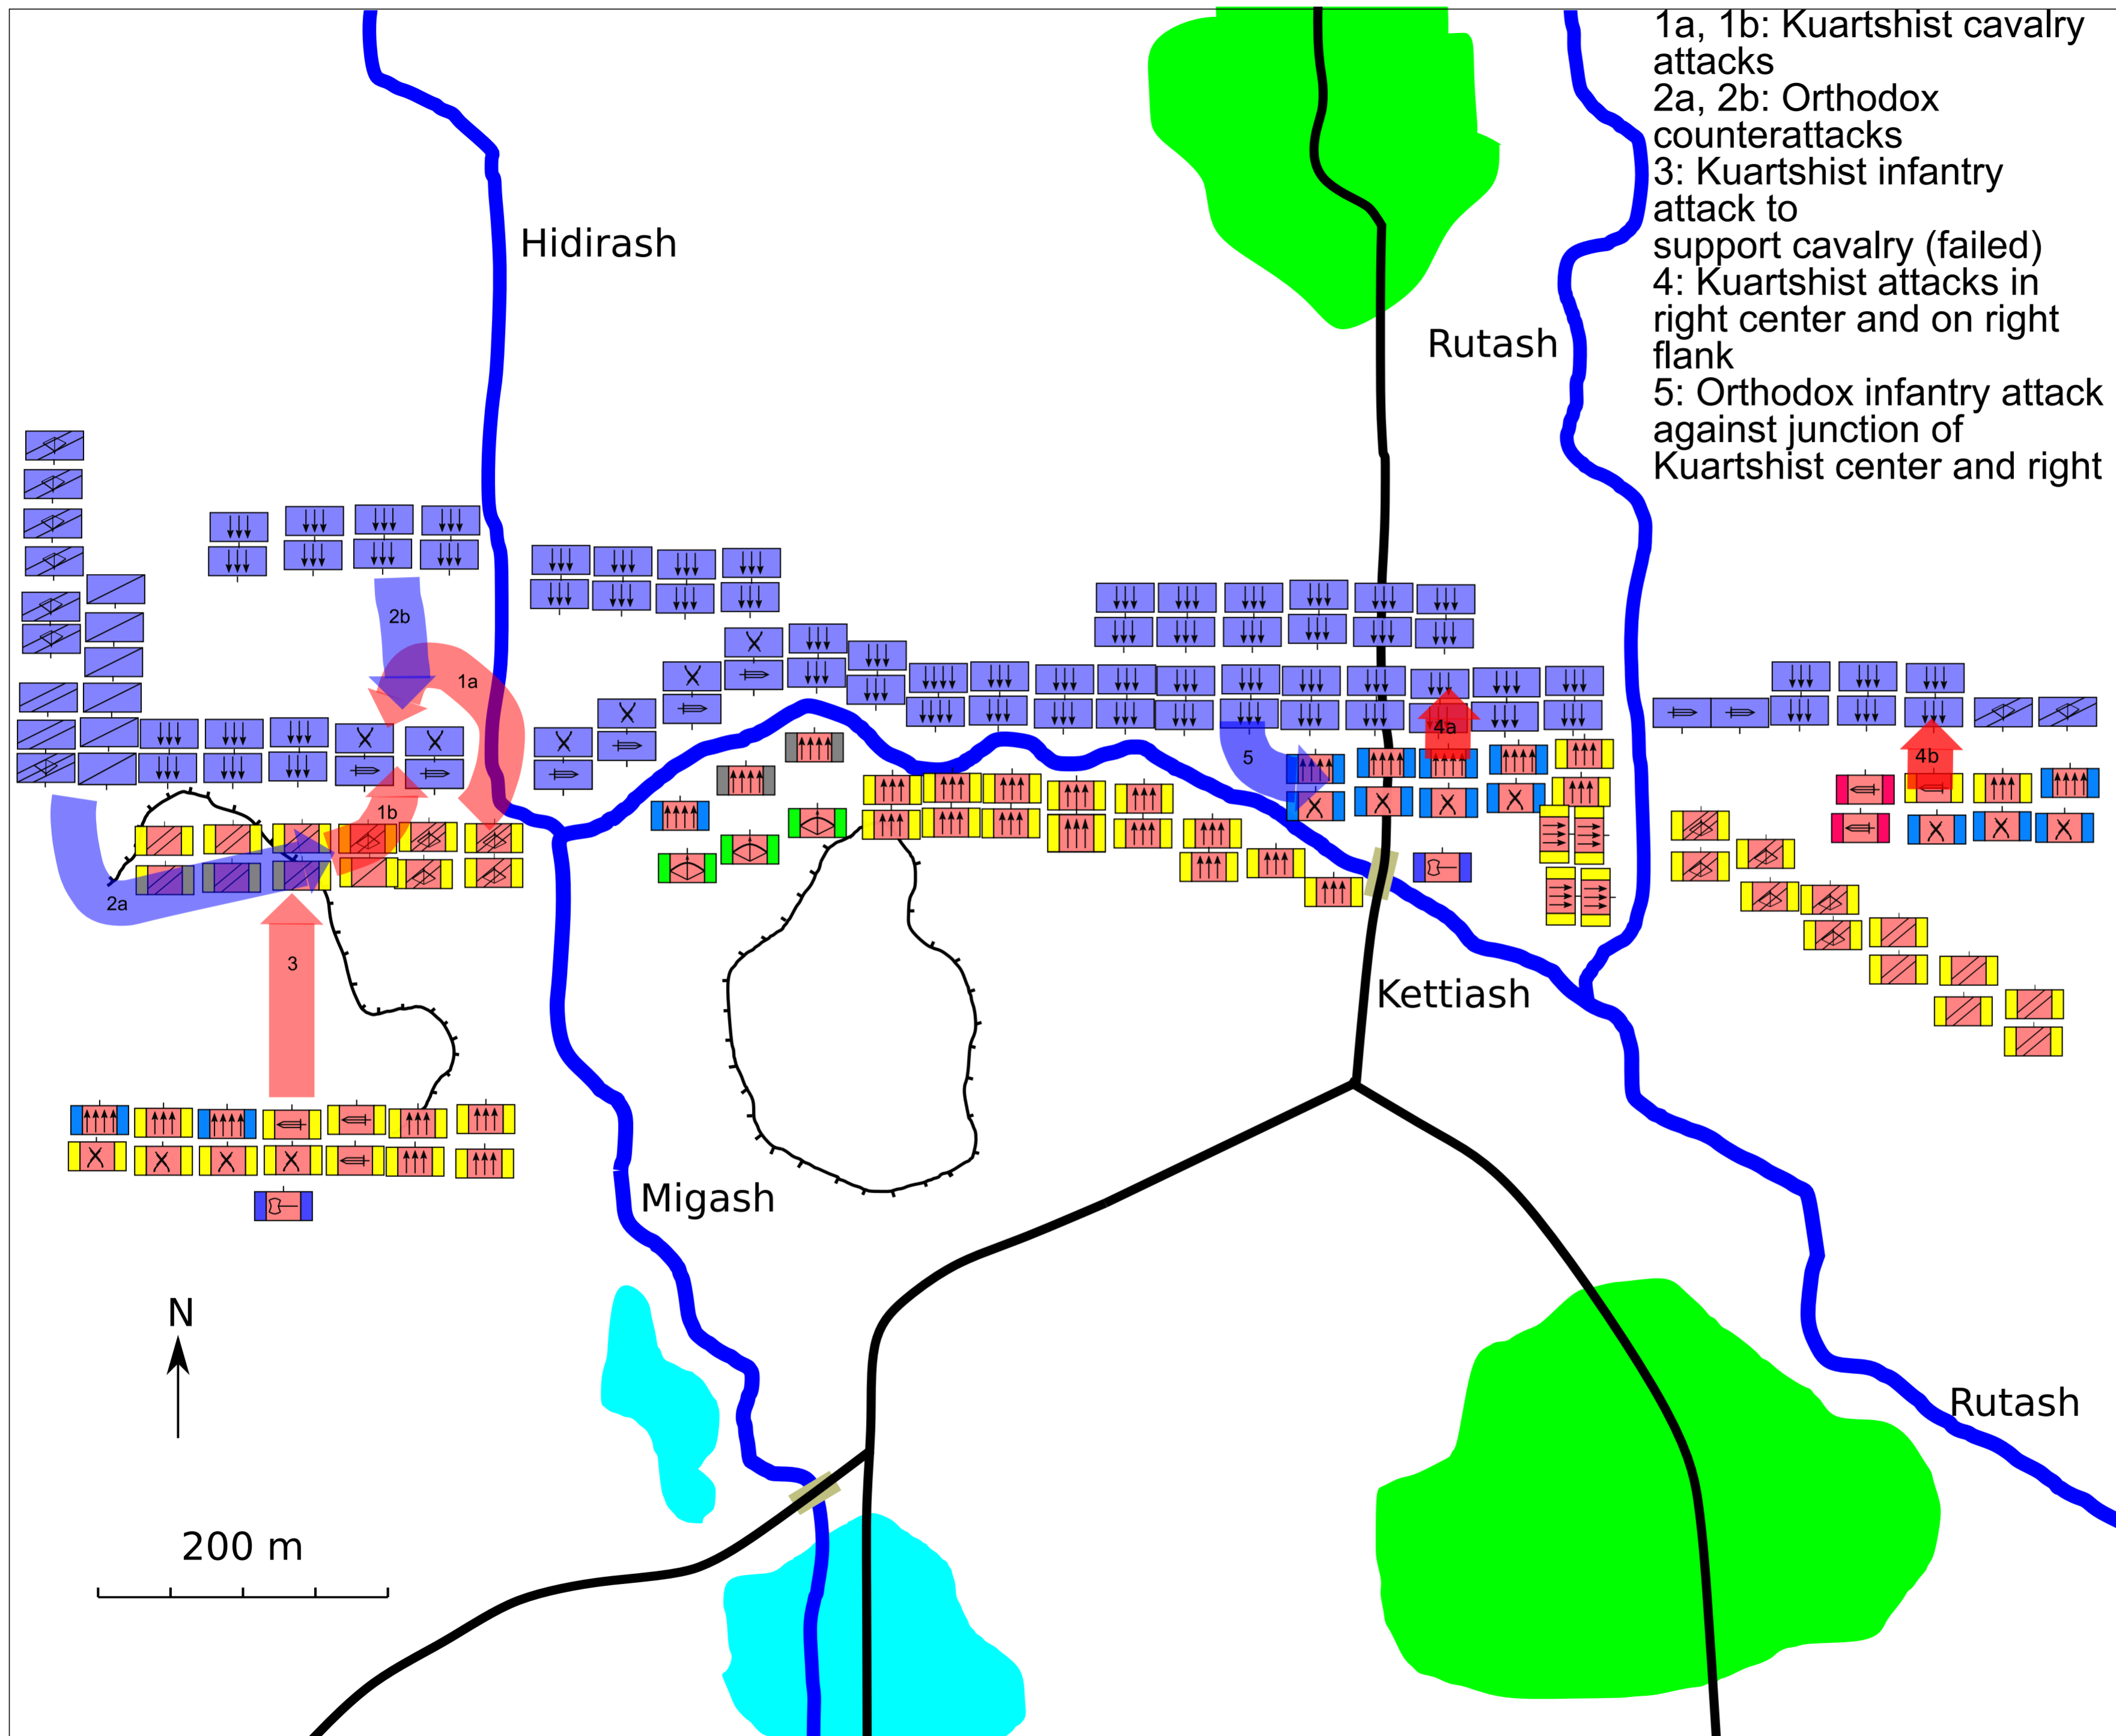 1a, 1b: Kuartshist cavalry
attacks
2a, 2b: Orthodox
counterattacks
3: Kuartshist infantry
attack to
support cavalry (failed)
4: Kuartshist attacks in
right center and on right
flank
5: Orthodox infantry attack
against junction of
Kuartshist center and right
Hidirash
Rutash
2b
1a
4a
5
4b
1b
2a
3
Kettiash
Migash
N
Rutash
200 m